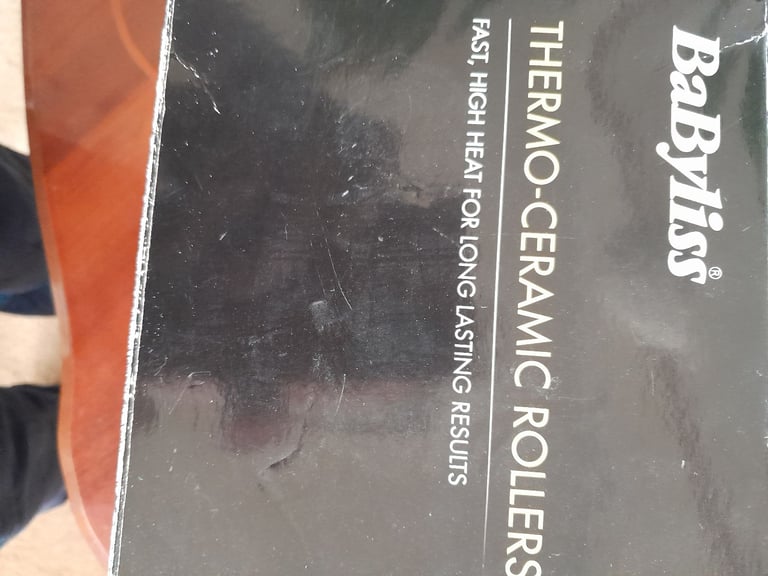 BaByliss®
THERMO-CERAMIC ROLLERS
FAST, HIGH HEAT FOR LONG LASTING RESULTS